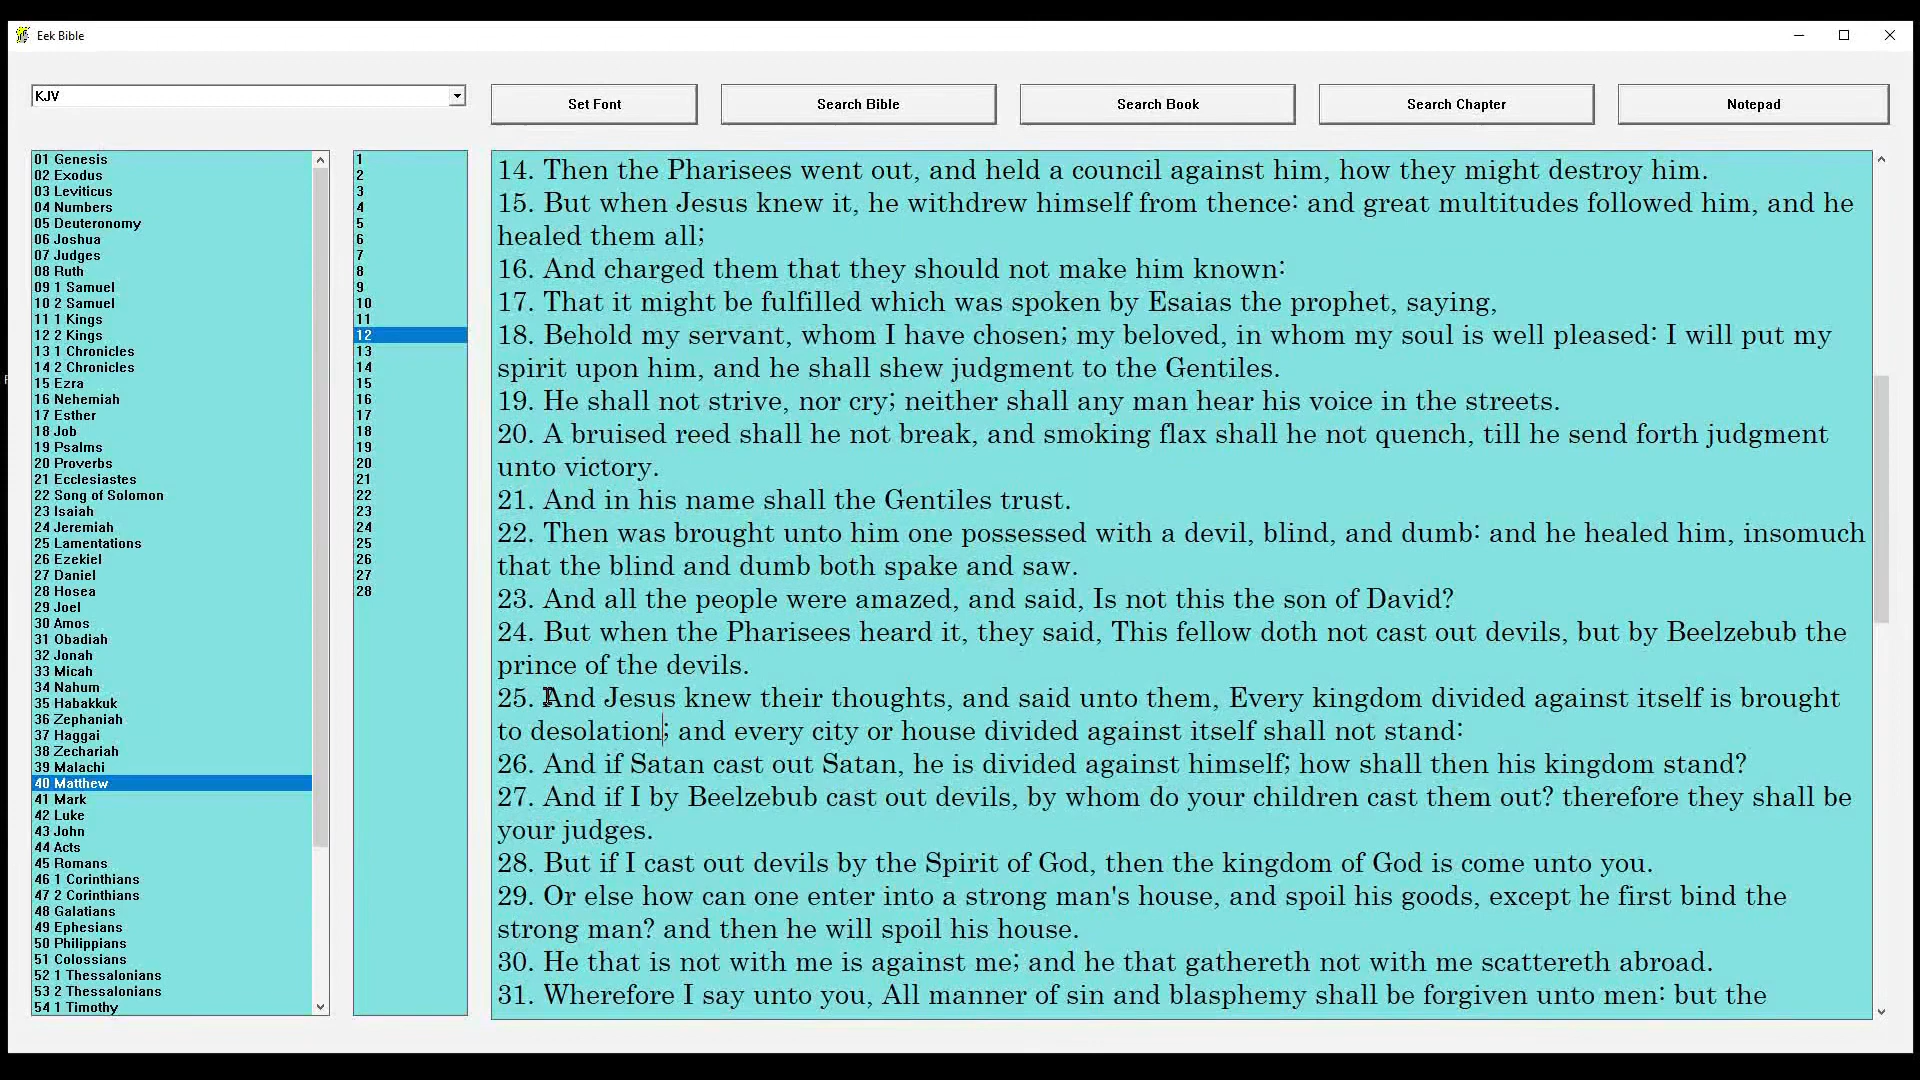 Eek Bible
KJV
Set Font
Search Bible
Search Book
Search Chapter
Notepad
01 Genesis
02 Exodus
03 Leviticus
04 Numbers
05 Deuteronomy
06 Joshua
07 Judges
08 Ruth
09 1 Samuel
10 2 Samuel
11 1 Kings
12 2 Kings
13 1 Chronicles
14 2 Chronicles
15 Ezra
16 Nehemiah
17 Esther
18 Job
19 Psalms
20 Proverbs
21 Ecclesiastes
22 Song of Solomon
23 Isaiah
24 Jeremiah
25 Lamentations
26 Ezekiel
27 Daniel
28 Hosea
29 Joel
30 Amos
31 Obadiah
32 Jonah
33 Micah
34 Nahum
35 Habakkuk
36 Zephaniah
37 Haggai
38 Zechariah
39 Malachi
40 Matthew
41 Mark
42 Luke
43 John
44 Acts
45 Romans
46 1 Corinthians
47 2 Corinthians
48 Galatians
49 Ephesians
50 Philippians
51 Colossians
52 1 Thessalonians
53 2 Thessalonians
54 1 Timothy
1
2
3
4
5
6
7
8
9
10
11
12
13
14
15
16
17
18
19
20
21
22
23
24
25
26
27
28
14. Then the Pharisees went out, and held a council against him, how they might destroy him.
15. But when Jesus knew it, he withdrew himself from thence: and great multitudes followed him, and he
healed them all;
16. And charged them that they should not make him known:
17. That it might be fulfilled which was spoken by Esaias the prophet, saying,
18. Behold my servant, whom I have chosen; my beloved, in whom my soul is well pleased: I will put my
spirit upon him, and he shall shew judgment to the Gentiles.
19. He shall not strive, nor cry; neither shall any man hear his voice in the streets.
20. A bruised reed shall he not break, and smoking flax shall he not quench, till he send forth judgment
unto victory.
21. And in his name shall the Gentiles trust.
22. Then was brought unto him one possessed with a devil, blind, and dumb: and he healed him, insomuch
that the blind and dumb both spake and saw.
23. And all the people were amazed, and said, Is not this the son of David?
24. But when the Pharisees heard it, they said, This fellow doth not cast out devils, but by Beelzebub the
prince of the devils.
25. And Jesus knew their thoughts, and said unto them, Every kingdom divided against itself is brought
to desolation; and every city or house divided against itself shall not stand:
26. And if Satan cast out Satan, he is divided against himself; how shall then his kingdom stand?
27. And if I by Beelzebub cast out devils, by whom do your children cast them out? therefore they shall be
your judges.
28. But if I cast out devils by the Spirit of God, then the kingdom of God is come unto you.
29. Or else how can one enter into a strong man's house, and spoil his goods, except he first bind the
strong man? and then he will spoil his house.
30. He that is not with me is against me; and he that gathereth not with me scattereth abroad.
31. Wherefore I say unto you, All manner of sin and blasphemy shall be forgiven unto men: but the